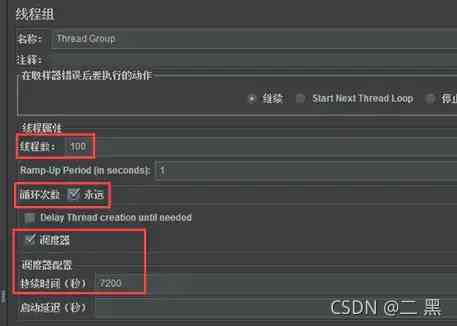 线程组
名称： Thread Group
注释：
在取样器错误后要执行的动作
继续 Start Next Thread Loop 停止
线程属性
线程数： 100
Ramp-Up Period (in seconds): 1
循环次数 永远
Delay Thread creation until needed
调度器
调度器配置
持续时间（秒） 7200
启动延迟（秒）
CSDN @二 黑